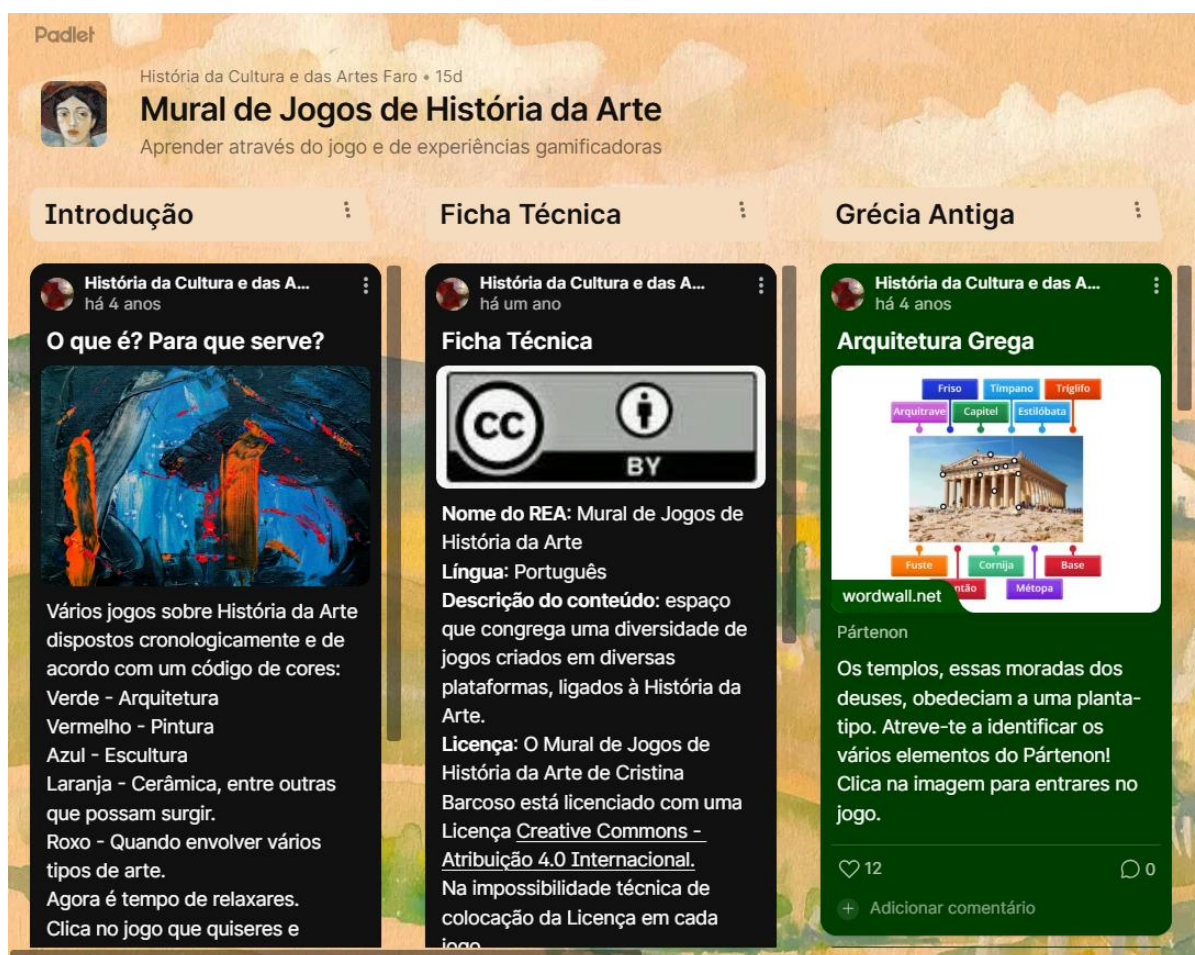 Padlet
História da Cultura e das Artes Faro • 15d
Mural de Jogos de História da Arte
Aprender através do jogo e de experiências gamificadoras
Introdução
História da Cultura e das A...
há 4 anos
O que é? Para que serve?
Vários jogos sobre História da Arte
dispostos cronologicamente e de
acordo com um código de cores:
Verde - Arquitetura
Vermelho - Pintura
Azul - Escultura
Laranja - Cerâmica, entre outras
que possam surgir.
Roxo - Quando envolver vários
tipos de arte.
Agora é tempo de relaxares.
Clica no jogo que quiseres e
Ficha Técnica
História da Cultura e das A...
há um ano
Ficha Técnica
CC
BY
Nome do REA: Mural de Jogos de
História da Arte
Língua: Português
Descrição do conteúdo: espaço
que congrega uma diversidade de
jogos criados em diversas
plataformas, ligados à História da
Arte.
Licença: O Mural de Jogos de
História da Arte de Cristina
Barcoso está licenciado com uma
Licença Creative Commons -
Atribuição 4.0 Internacional.
Na impossibilidade técnica de
colocação da Licença em cada
jogo
Grécia Antiga
História da Cultura e das A...
há 4 anos
Arquitetura Grega
Friso Tímpano Tríglifo
Arquitrave Capitel Estilóbata
Fuste Cornija Base
Métopa
wordwall.net
Pártenon
Os templos, essas moradas dos
deuses, obedeciam a uma planta-
tipo. Atreve-te a identificar os
vários elementos do Pártenon!
Clica na imagem para entrares no
jogo.
12 0
Adicionar comentário